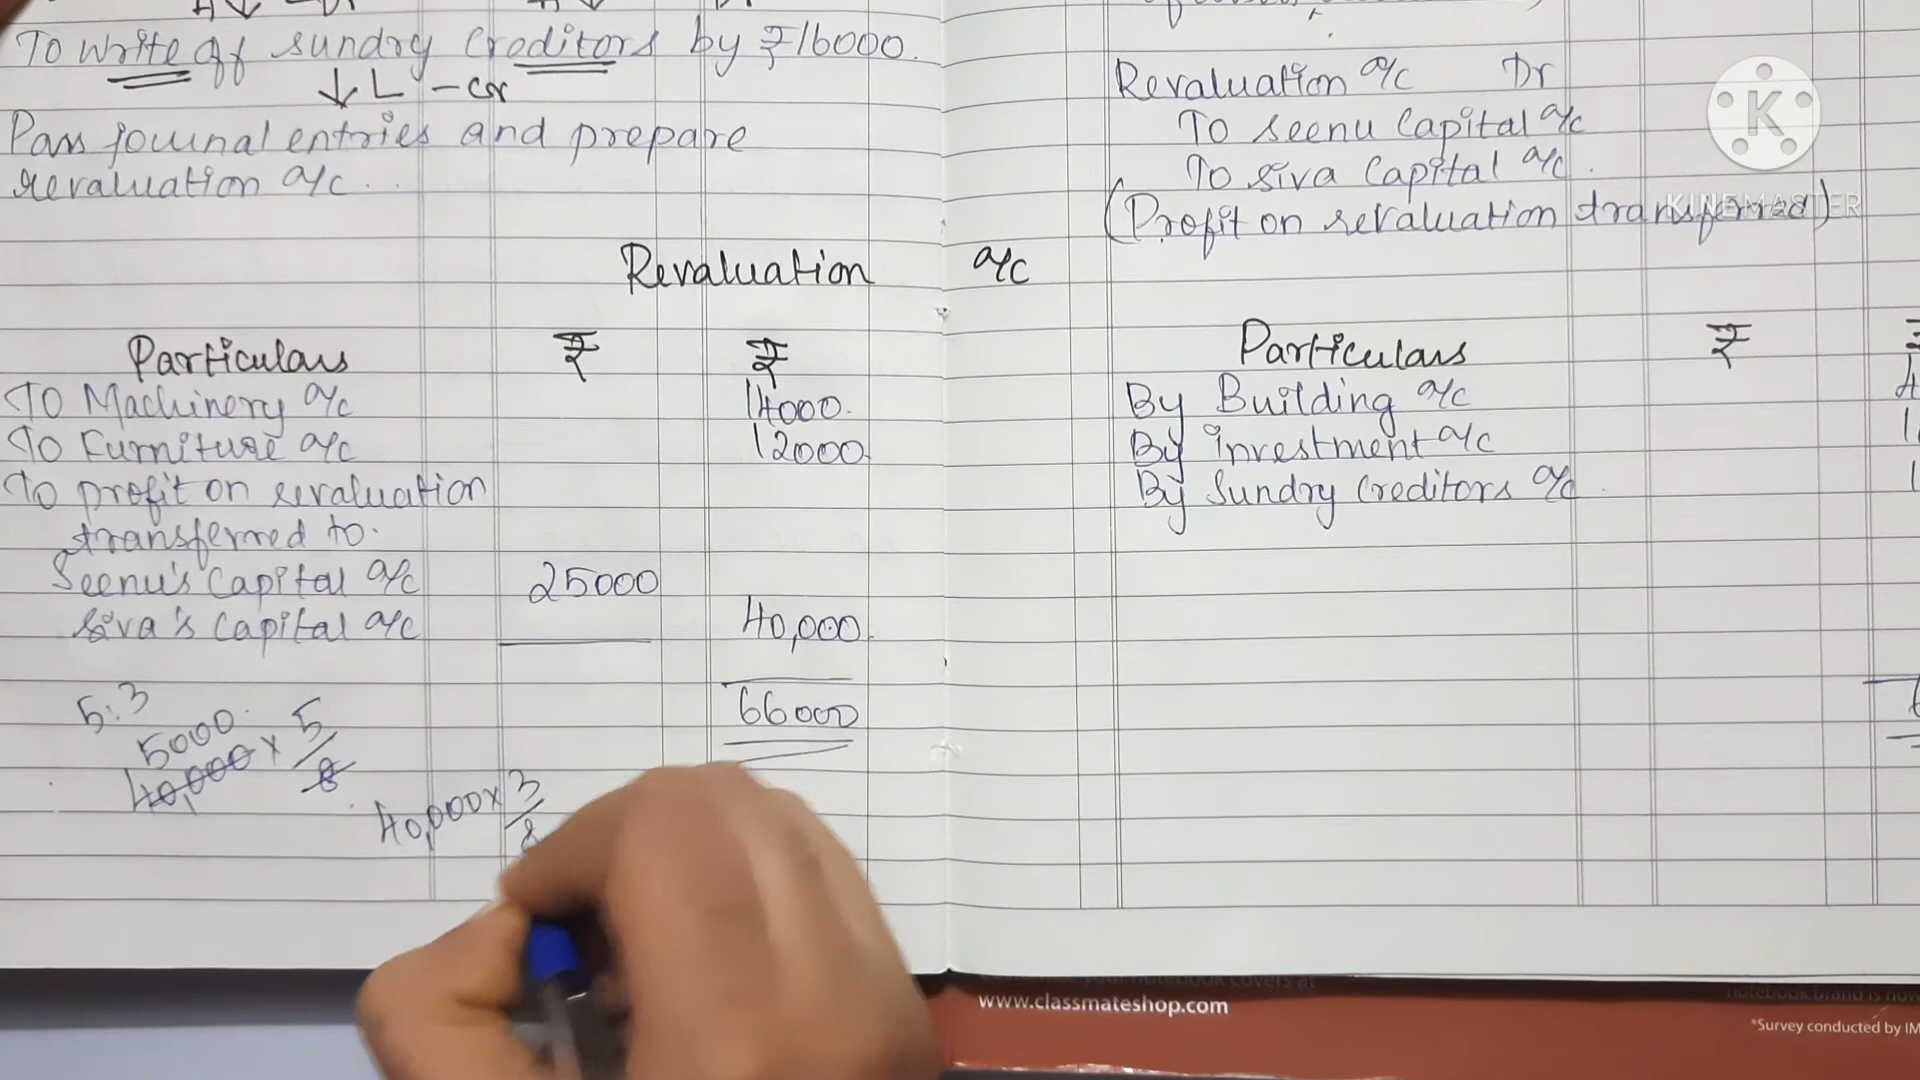 To write off sundry Creditors by ₹16000.
↓ L - Cr
Pass journal entries and prepare
revaluation a/c.
Revaluation a/c Dr
To Seenu Capital a/c
To Siva Capital a/c.
(Profit on revaluation transferred)
K
KINEMASTER
Revaluation a/c
Particulars ₹ ₹
To Machinery a/c 14000.
To Furniture a/c 12000
To profit on revaluation
transferred to.
Seenu's Capital a/c 25000
Siva's Capital a/c 40,000
66000
Particulars ₹
By Building a/c
By investment a/c
By Sundry Creditors a/c
5:3
5000
40,000 x 5/8
40,000 x 3/8
www.classmateshop.com
*Survey conducted by IM